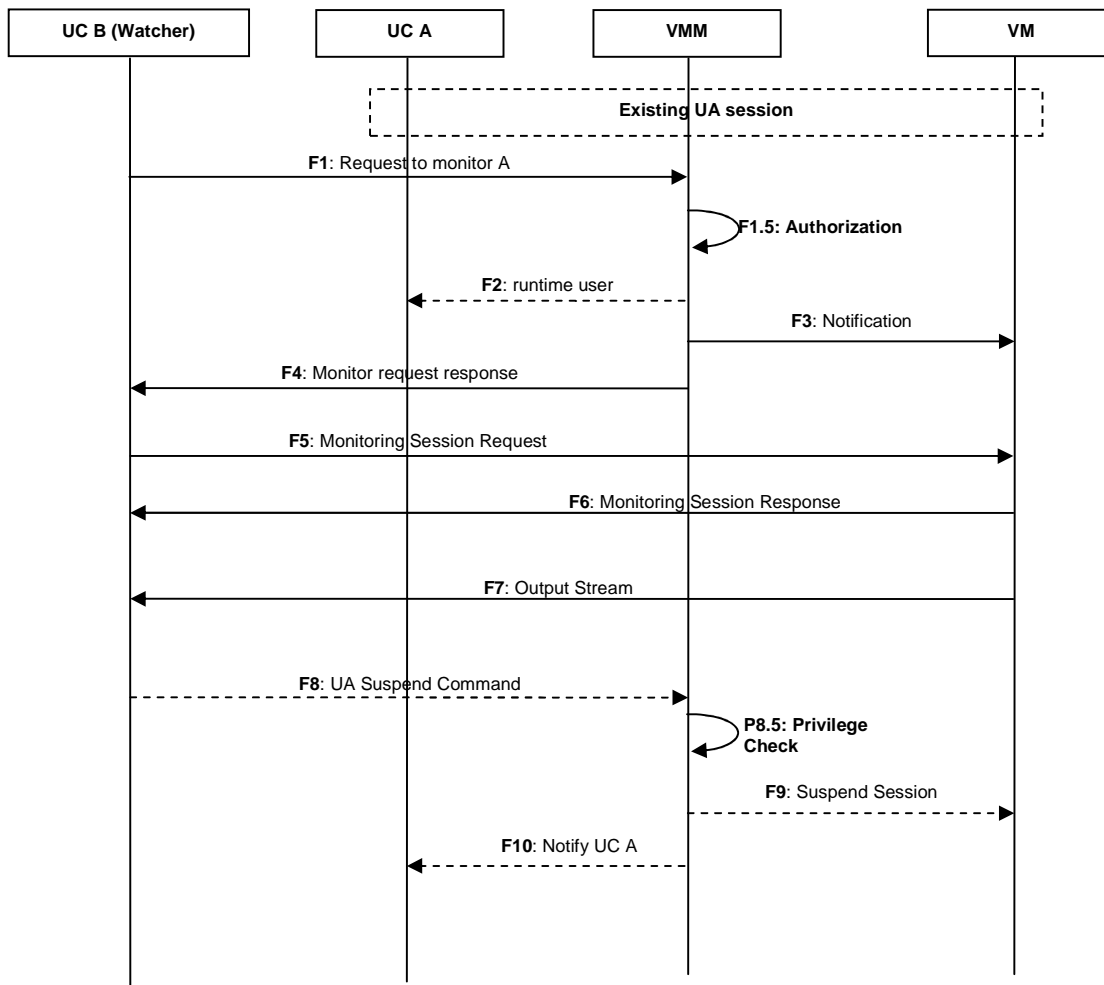 UC B (Watcher)
UC A
VMM
VM
Existing UA session
F1: Request to monitor A
F1.5: Authorization
F2: runtime user
F3: Notification
F4: Monitor request response
F5: Monitoring Session Request
F6: Monitoring Session Response
F7: Output Stream
F8: UA Suspend Command
P8.5: Privilege
Check
F9: Suspend Session
F10: Notify UC A